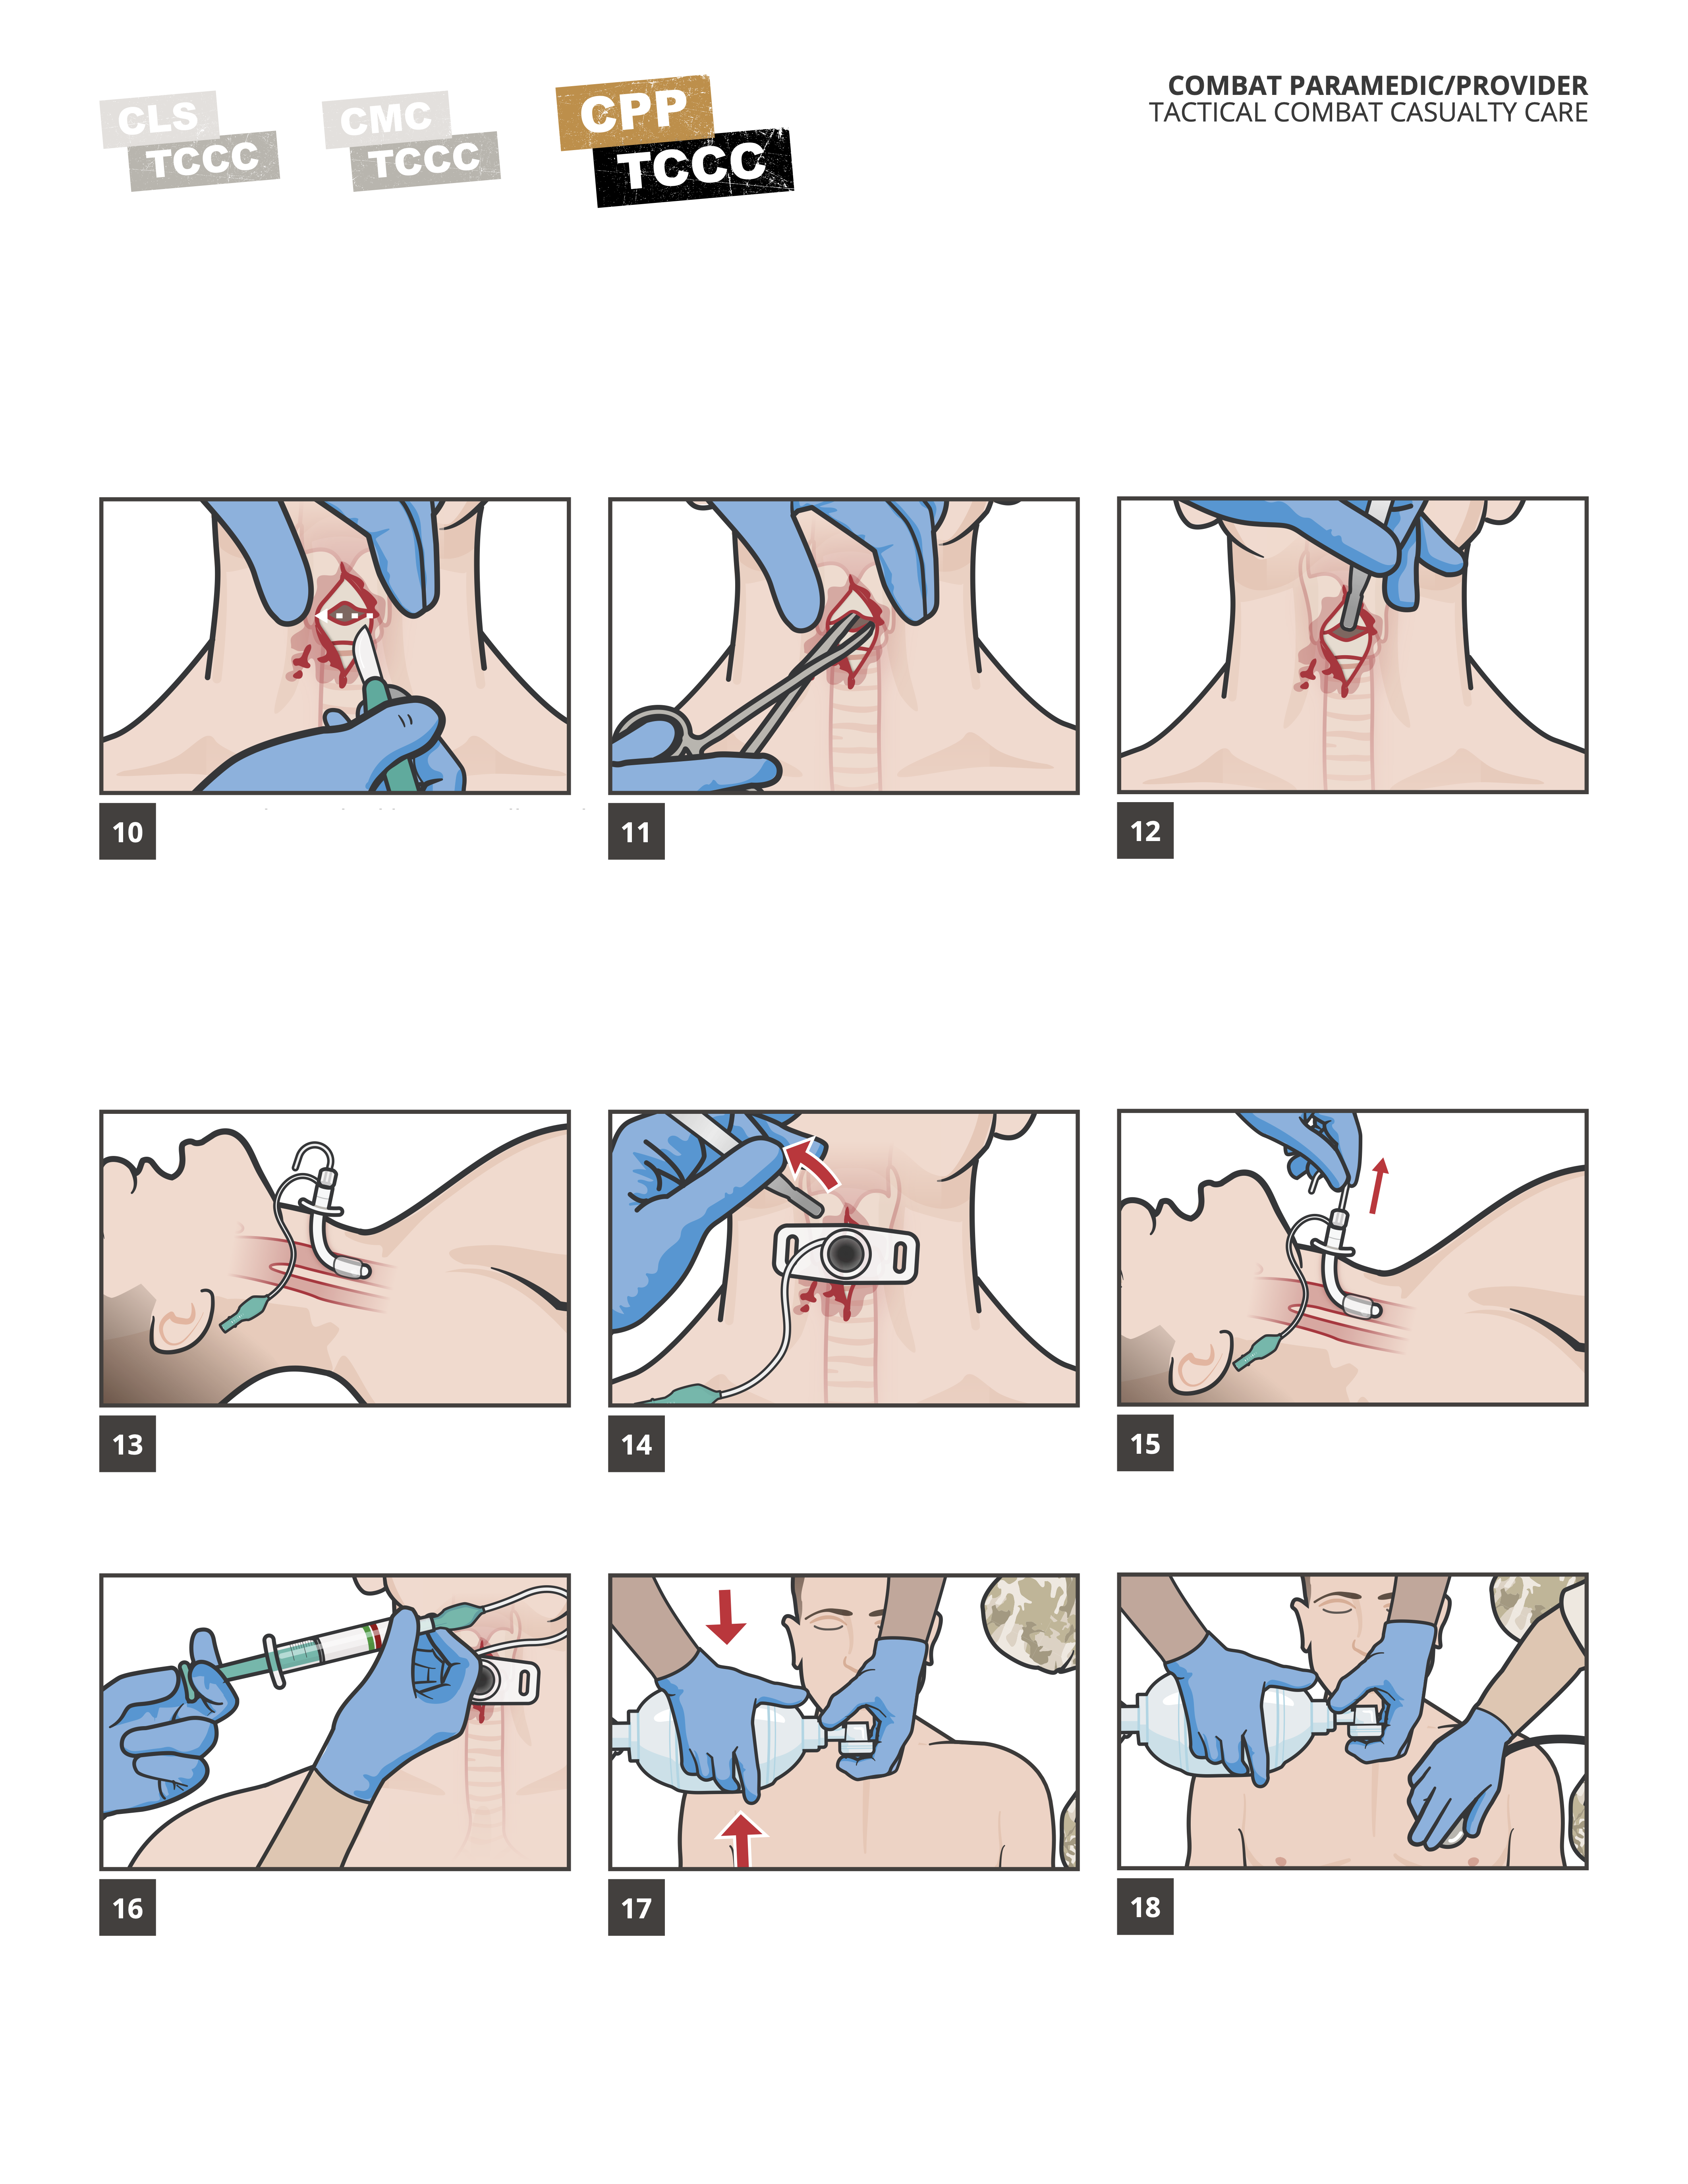 CLS
TCCC
CMC
TCCC
CPP
TCCC
COMBAT PARAMEDIC/PROVIDER
TACTICAL COMBAT CASUALTY CARE
10
11
12
13
14
15
16
17
18